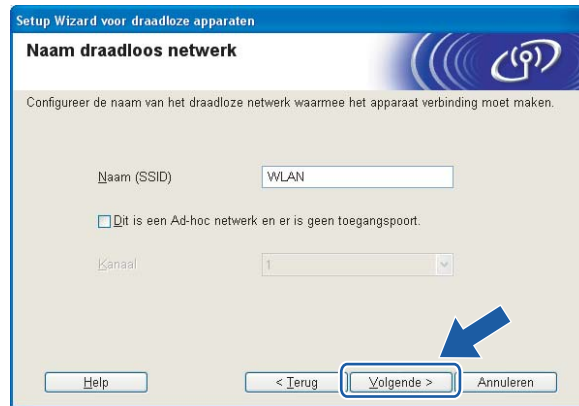 Setup Wizard voor draadloze apparaten
Naam draadloos netwerk
Configureer de naam van het draadloze netwerk waarmee het apparaat verbinding moet maken.
Naam (SSID) WLAN
Dit is een Ad-hoc netwerk en er is geen toegangspoort.
Kanaal 1
Help < Terug Volgende > Annuleren